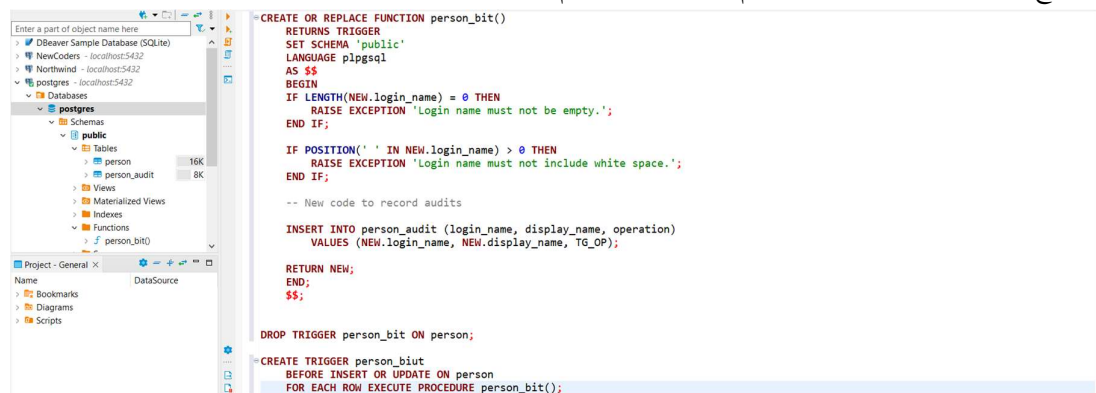 Enter a part of object name here
DBeaver Sample Database (SQLite)
NewCoders - localhost:5432
Northwind - localhost:5432
postgres - localhost:5432
Databases
postgres
Schemas
public
Tables
person 16K
person_audit 8K
Views
Materialized Views
Indexes
Functions
person_bit()
Project - General
Name DataSource
Bookmarks
Diagrams
Scripts
CREATE OR REPLACE FUNCTION person_bit()
RETURNS TRIGGER
SET SCHEMA 'public'
LANGUAGE plpgsql
AS $$
BEGIN
IF LENGTH(NEW.login_name) = 0 THEN
RAISE EXCEPTION 'Login name must not be empty.';
END IF;
IF POSITION(' ' IN NEW.login_name) > 0 THEN
RAISE EXCEPTION 'Login name must not include white space.';
END IF;
-- New code to record audits
INSERT INTO person_audit (login_name, display_name, operation)
VALUES (NEW.login_name, NEW.display_name, TG_OP);
RETURN NEW;
END;
$$;
DROP TRIGGER person_bit ON person;
CREATE TRIGGER person_biut
BEFORE INSERT OR UPDATE ON person
FOR EACH ROW EXECUTE PROCEDURE person_bit();